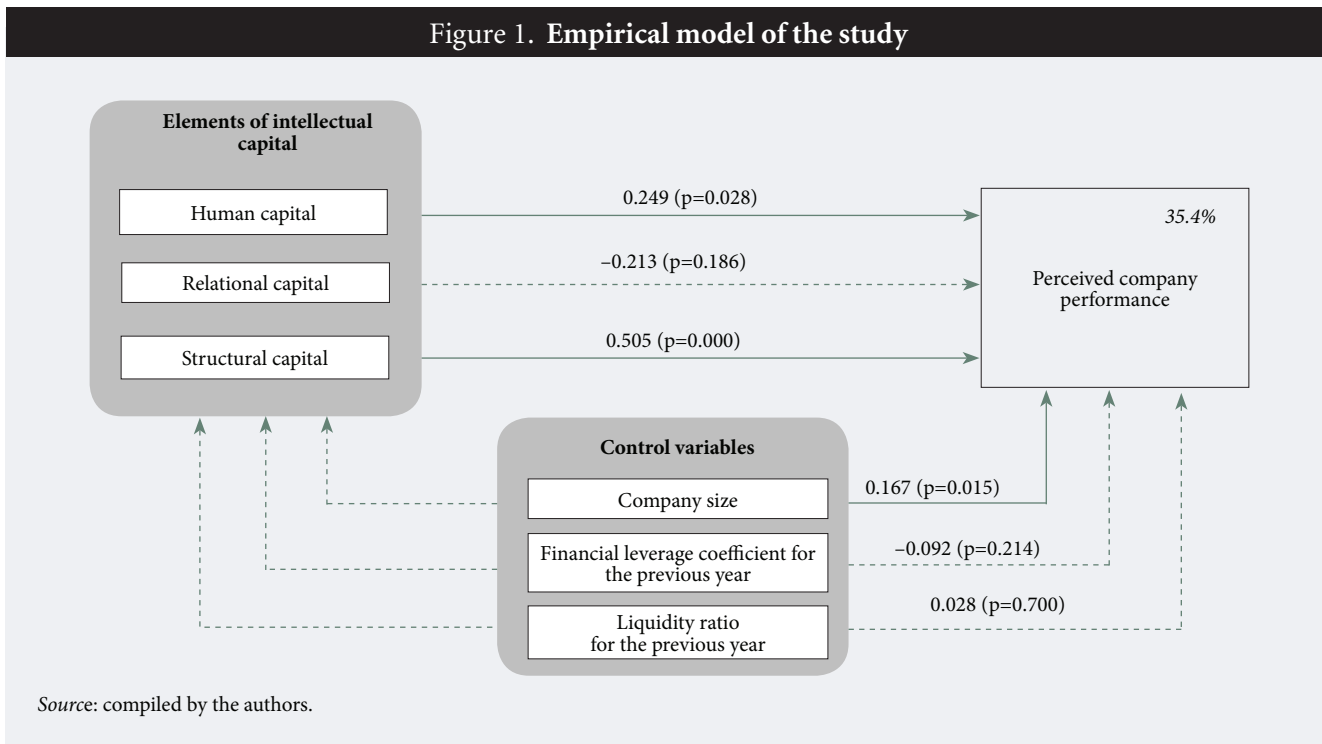 Figure 1. Empirical model of the study
Elements of intellectual
capital
Human capital
Relational capital
Structural capital
0.249 (p=0.028)
–0.213 (p=0.186)
0.505 (p=0.000)
35.4%
Perceived company
performance
Control variables
Company size
Financial leverage coefficient for
the previous year
Liquidity ratio
for the previous year
0.167 (p=0.015)
–0.092 (p=0.214)
0.028 (p=0.700)
Source: compiled by the authors.